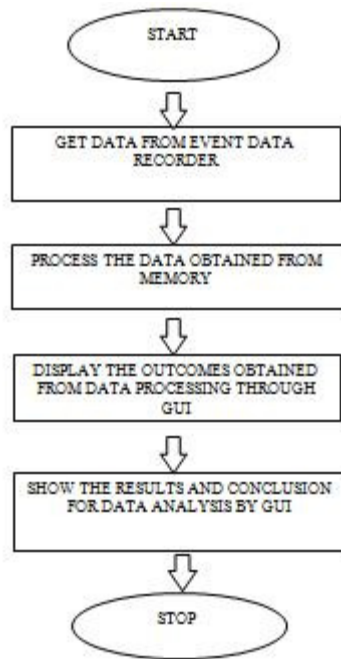 START
GET DATA FROM EVENT DATA
RECORDER
PROCESS THE DATA OBTAINED FROM
MEMORY
DISPLAY THE OUTCOMES OBTAINED
FROM DATA PROCESSING THROUGH
GUI
SHOW THE RESULTS AND CONCLUSION
FOR DATA ANALYSIS BY GUI
STOP